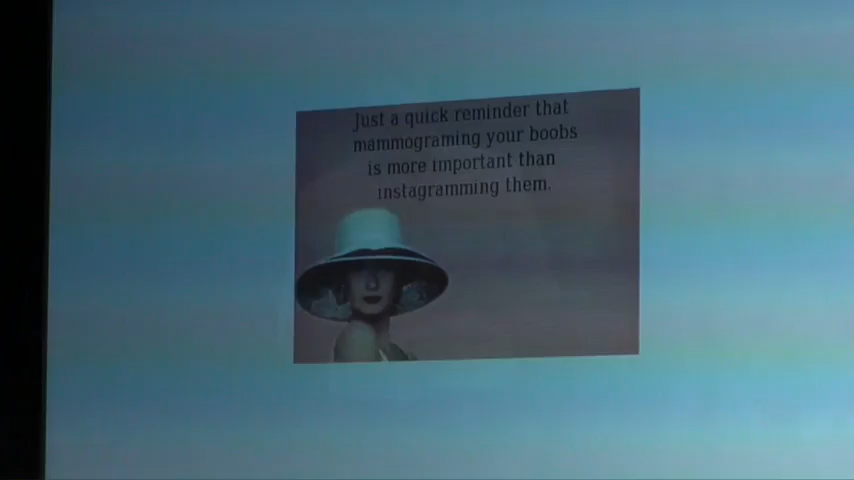 Just a quick reminder that
mammograming your boobs
is more important than
instagramming them.